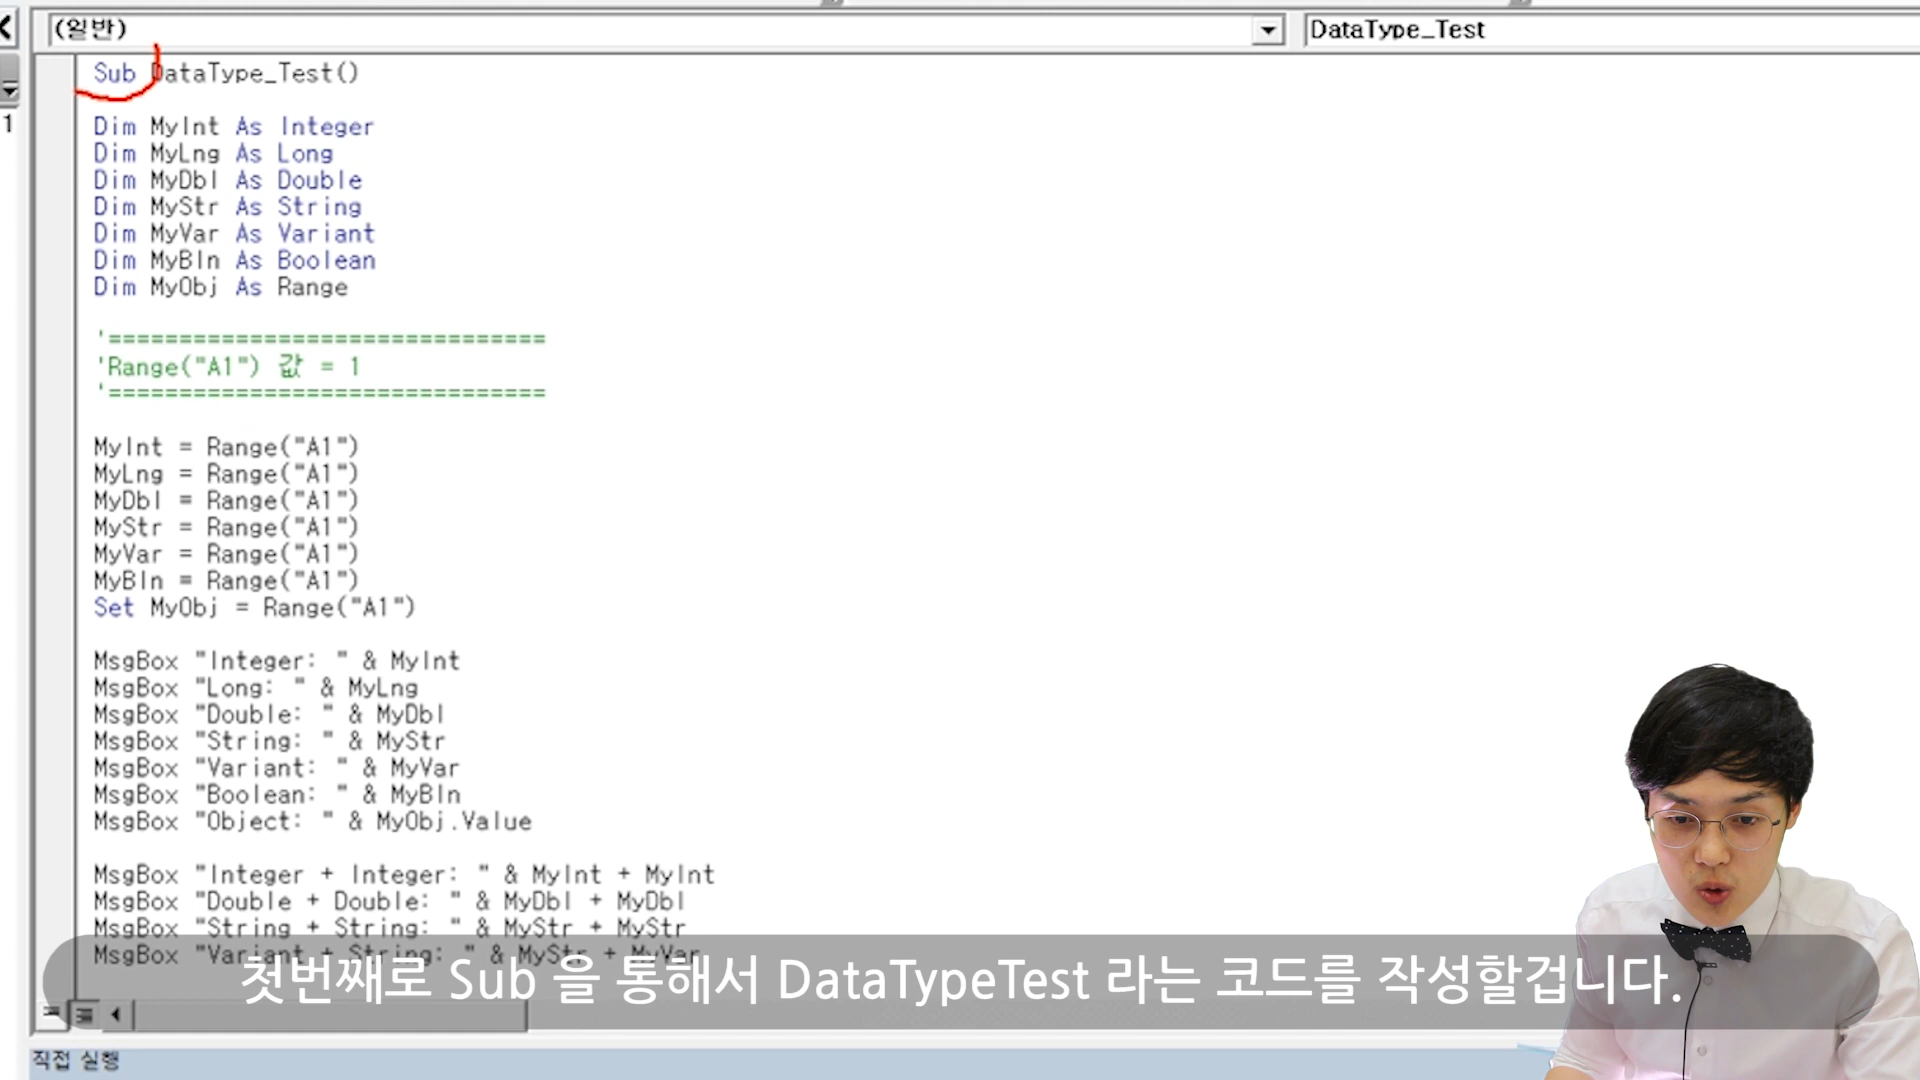 (일반)
DataType_Test
Sub DataType_Test()
1
Dim MyInt As Integer
Dim MyLng As Long
Dim MyDbl As Double
Dim MyStr As String
Dim MyVar As Variant
Dim MyBln As Boolean
Dim MyObj As Range
'===============================
'Range("A1") 값 = 1
'===============================
MyInt = Range("A1")
MyLng = Range("A1")
MyDbl = Range("A1")
MyStr = Range("A1")
MyVar = Range("A1")
MyBln = Range("A1")
Set MyObj = Range("A1")
MsgBox "Integer: " & MyInt
MsgBox "Long: " & MyLng
MsgBox "Double: " & MyDbl
MsgBox "String: " & MyStr
MsgBox "Variant: " & MyVar
MsgBox "Boolean: " & MyBln
MsgBox "Object: " & MyObj.Value
MsgBox "Integer + Integer: " & MyInt + MyInt
MsgBox "Double + Double: " & MyDbl + MyDbl
MsgBox "String + String: " & MyStr + MyStr
MsgBox "Variant + String: " & MyStr + MyVar
첫번째로 Sub 을 통해서 DataTypeTest 라는 코드를 작성할겁니다.
직접 실행